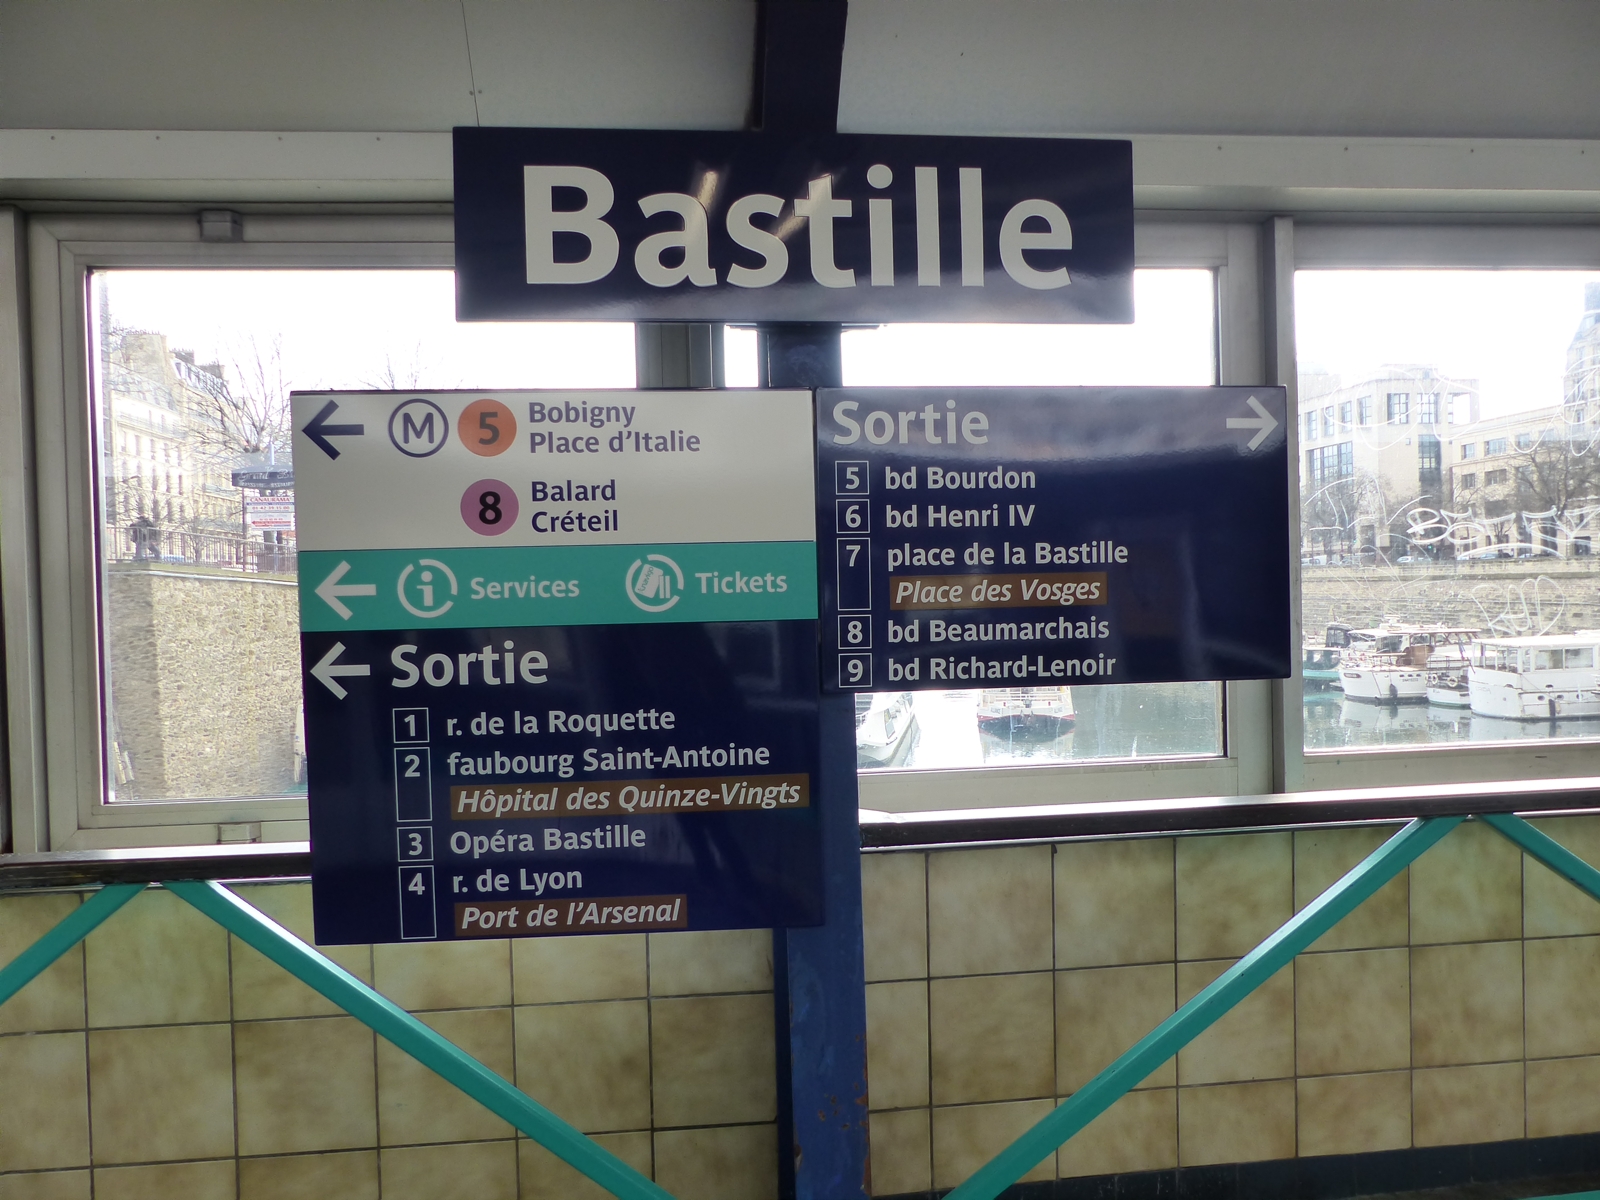 Bastille
M 5 Bobigny
Place d'Italie
8 Balard
Créteil
i Services Tickets
Sortie
1 r. de la Roquette
2 faubourg Saint-Antoine
Hôpital des Quinze-Vingts
3 Opéra Bastille
4 r. de Lyon
Port de l'Arsenal
Sortie
5 bd Bourdon
6 bd Henri IV
7 place de la Bastille
Place des Vosges
8 bd Beaumarchais
9 bd Richard-Lenoir